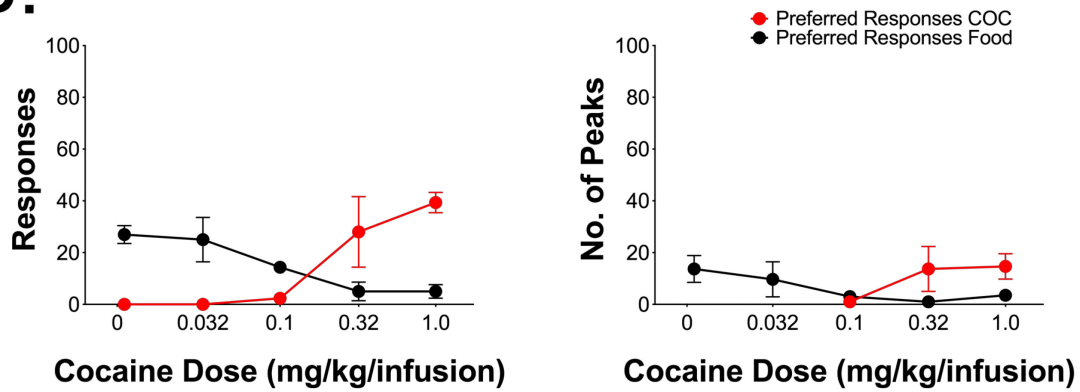 Preferred Responses COC
Preferred Responses Food
Responses
100
80
60
40
20
0
0 0.032 0.1 0.32 1.0
Cocaine Dose (mg/kg/infusion)
No. of Peaks
100
80
60
40
20
0
0 0.032 0.1 0.32 1.0
Cocaine Dose (mg/kg/infusion)